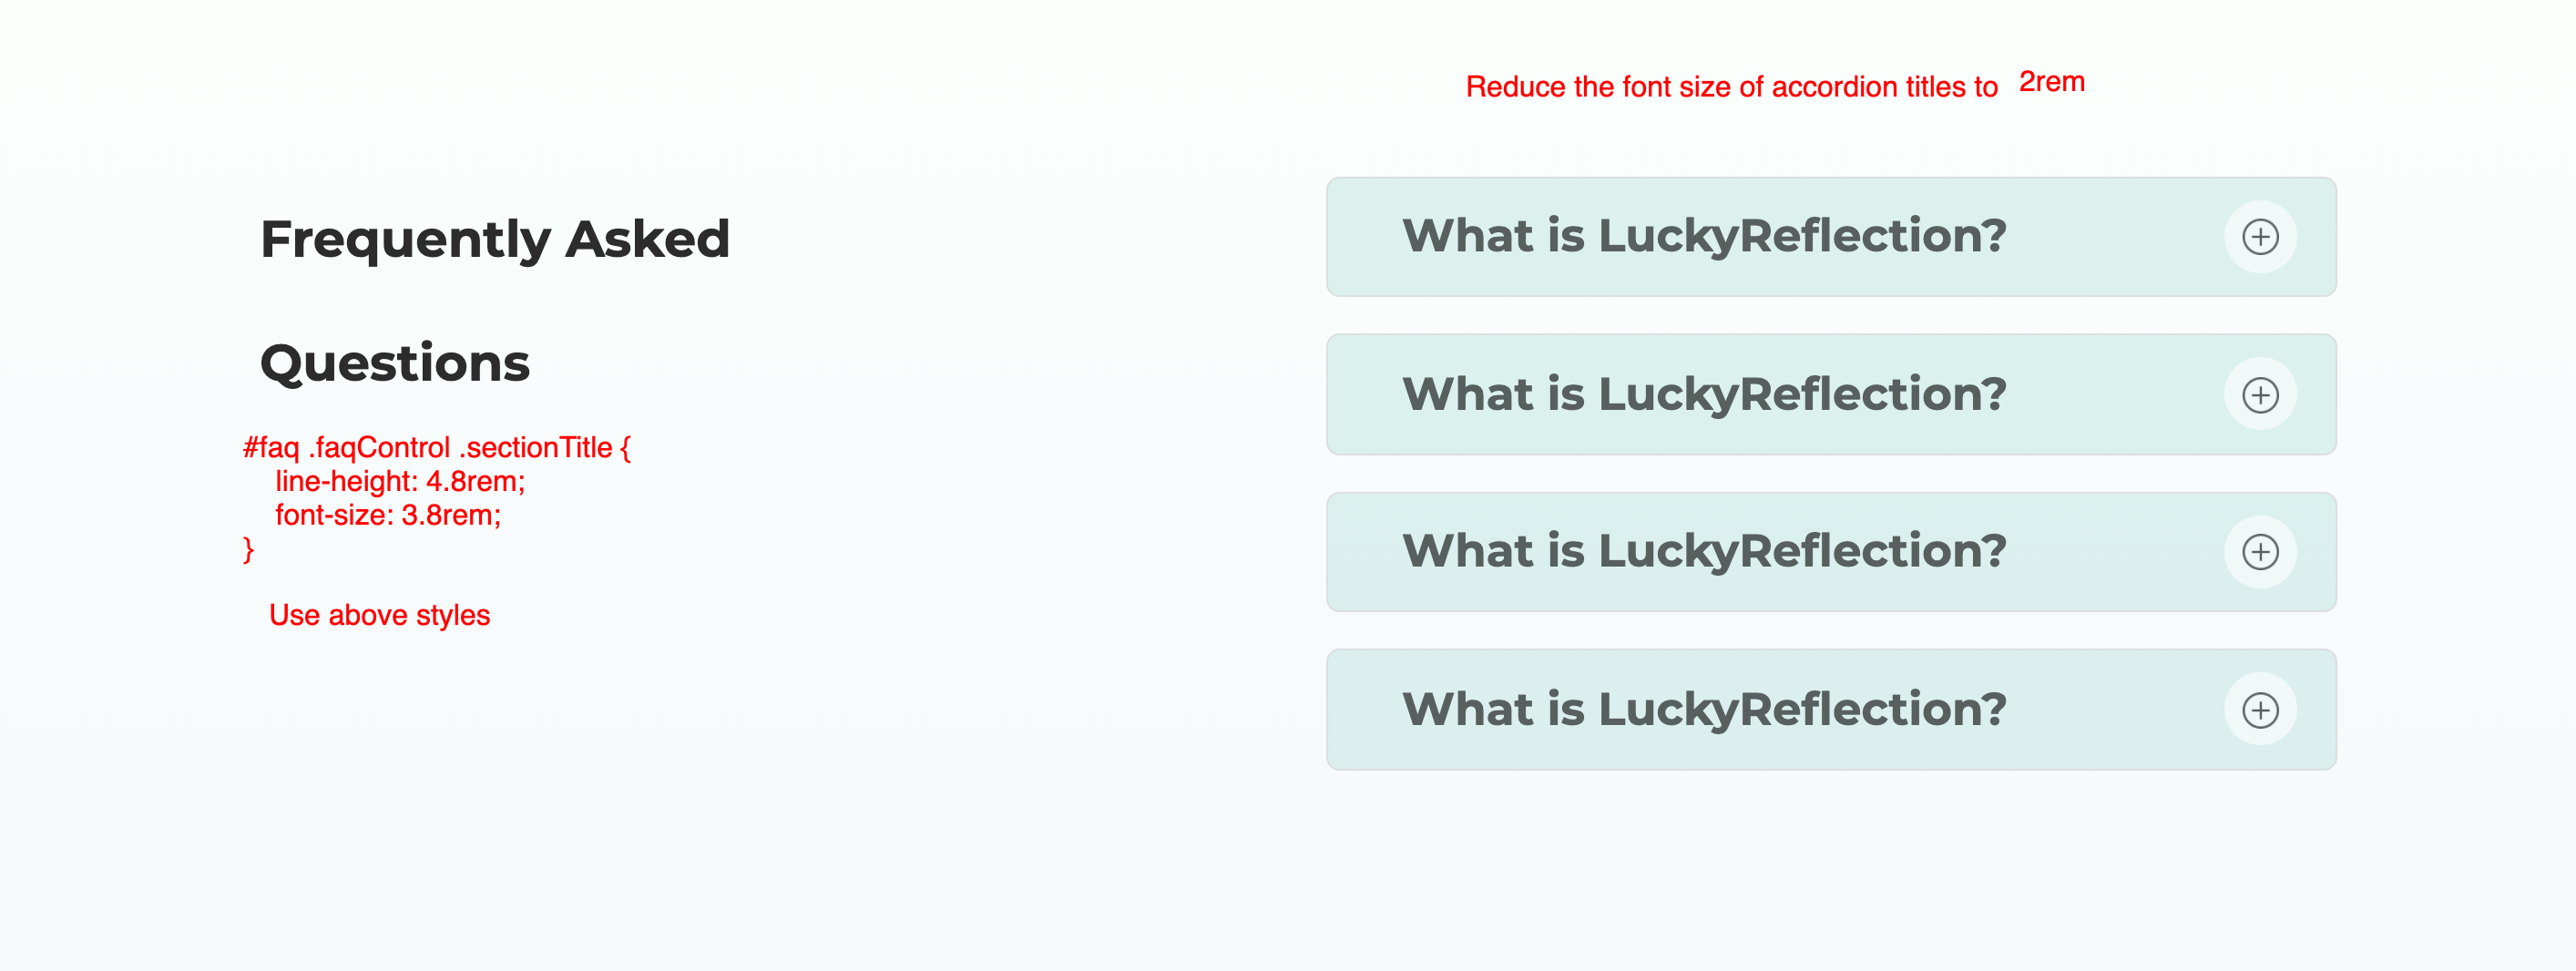 Reduce the font size of accordion titles to 2rem
Frequently Asked
Questions
#faq .faqControl .sectionTitle {
    line-height: 4.8rem;
    font-size: 3.8rem;
}
Use above styles
What is LuckyReflection?
What is LuckyReflection?
What is LuckyReflection?
What is LuckyReflection?